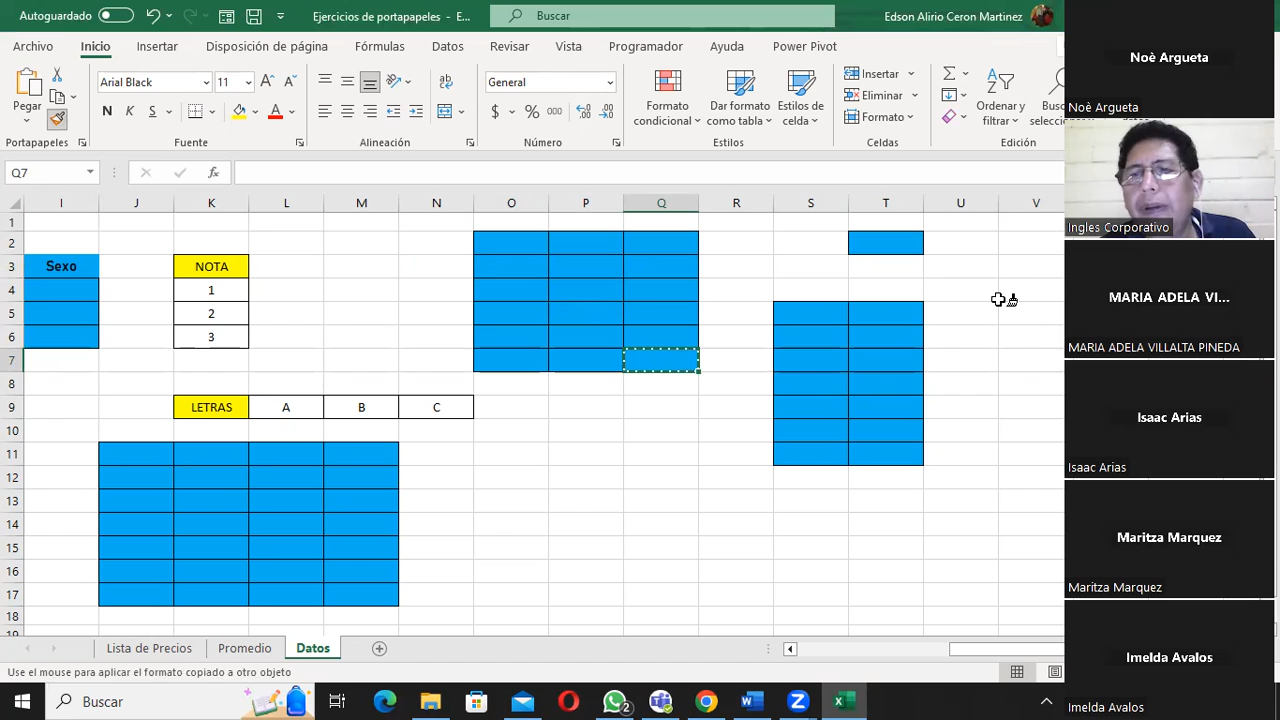 Autoguardado
Ejercicios de portapapeles - E...
Buscar
Edson Alirio Ceron Martinez
Archivo Inicio Insertar Disposición de página Fórmulas Datos Revisar Vista Programador Ayuda Power Pivot
Pegar
Arial Black 11
N K S
General
$ % 000
Formato condicional
Dar formato como tabla
Estilos de celda
Insertar
Eliminar
Formato
Ordenar y filtrar
Portapapeles Fuente Alineación Número Estilos Celdas Edición
Q7 fx
I J K L M N O P Q R S T U V
1
2
3 Sexo NOTA
4 1
5 2
6 3
7
8
9 LETRAS A B C
10
11
12
13
14
15
16
17
18
19
Lista de Precios Promedio Datos
Use el mouse para aplicar el formato copiado a otro objeto
Buscar
2
Noè Argueta
Noè Argueta
Ingles Corporativo
MARIA ADELA VI...
MARIA ADELA VILLALTA PINEDA
Isaac Arias
Isaac Arias
Maritza Marquez
Maritza Marquez
Imelda Avalos
Imelda Avalos